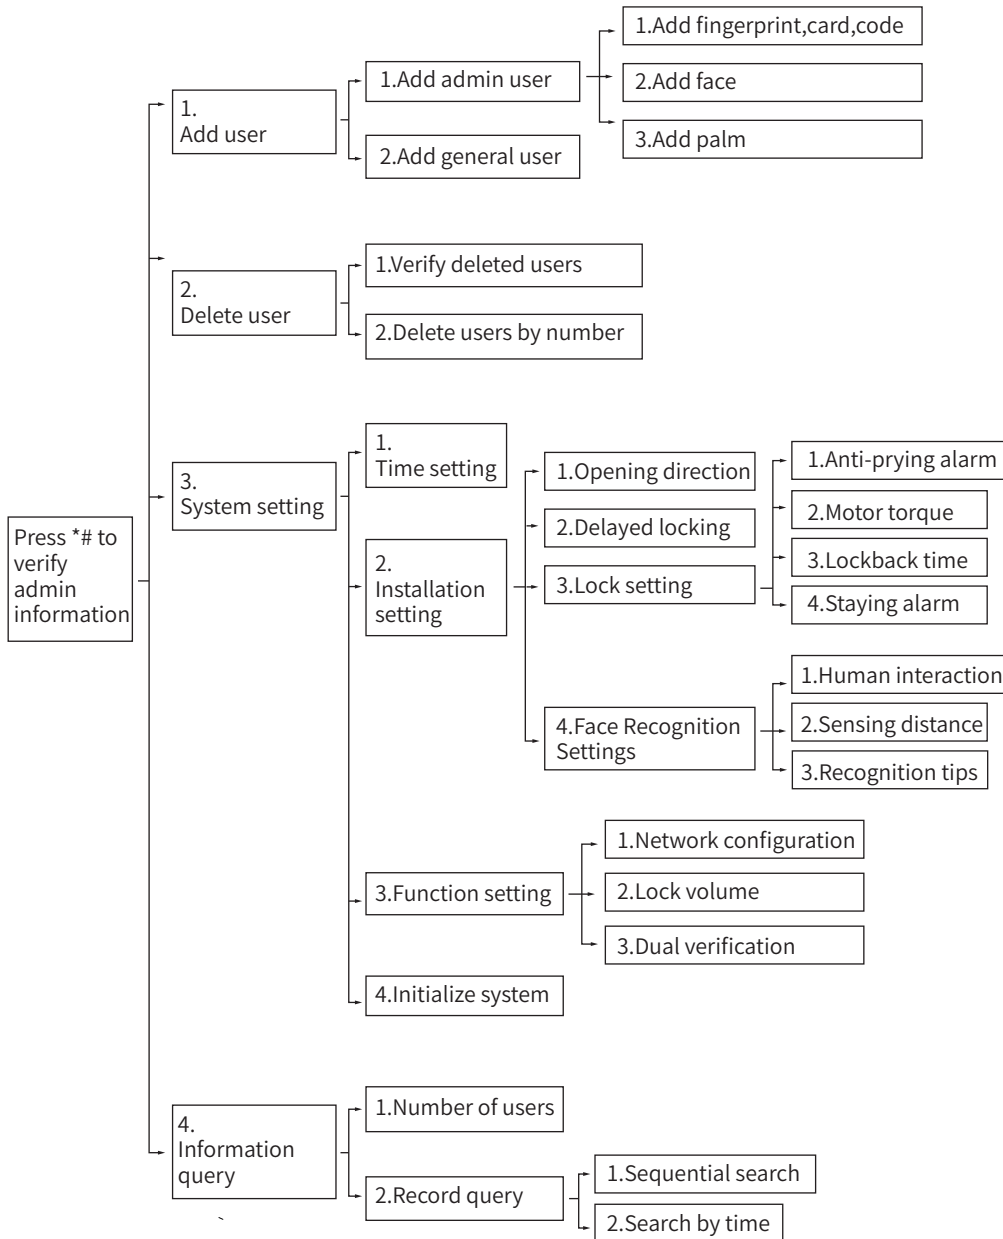 Press *# to
verify
admin
information
1.
Add user
1.Add admin user
1.Add fingerprint,card,code
2.Add face
3.Add palm
2.Add general user
2.
Delete user
1.Verify deleted users
2.Delete users by number
3.
System setting
1.
Time setting
2.
Installation
setting
1.Opening direction
2.Delayed locking
3.Lock setting
1.Anti-prying alarm
2.Motor torque
3.Lockback time
4.Staying alarm
4.Face Recognition
Settings
1.Human interaction
2.Sensing distance
3.Recognition tips
3.Function setting
1.Network configuration
2.Lock volume
3.Dual verification
4.Initialize system
4.
Information
query
1.Number of users
2.Record query
1.Sequential search
2.Search by time